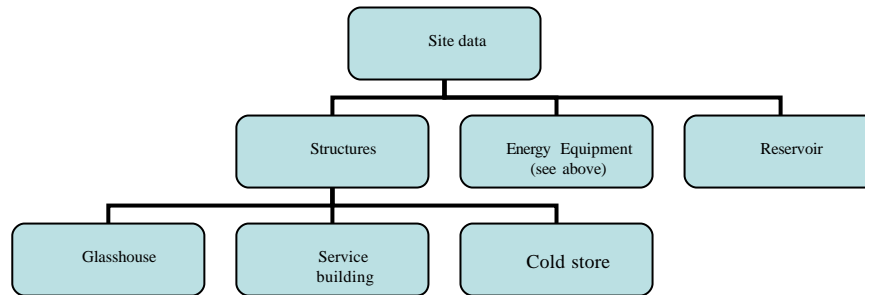 Site data
Structures
Energy Equipment
(see above)
Reservoir
Glasshouse
Service
building
Cold store